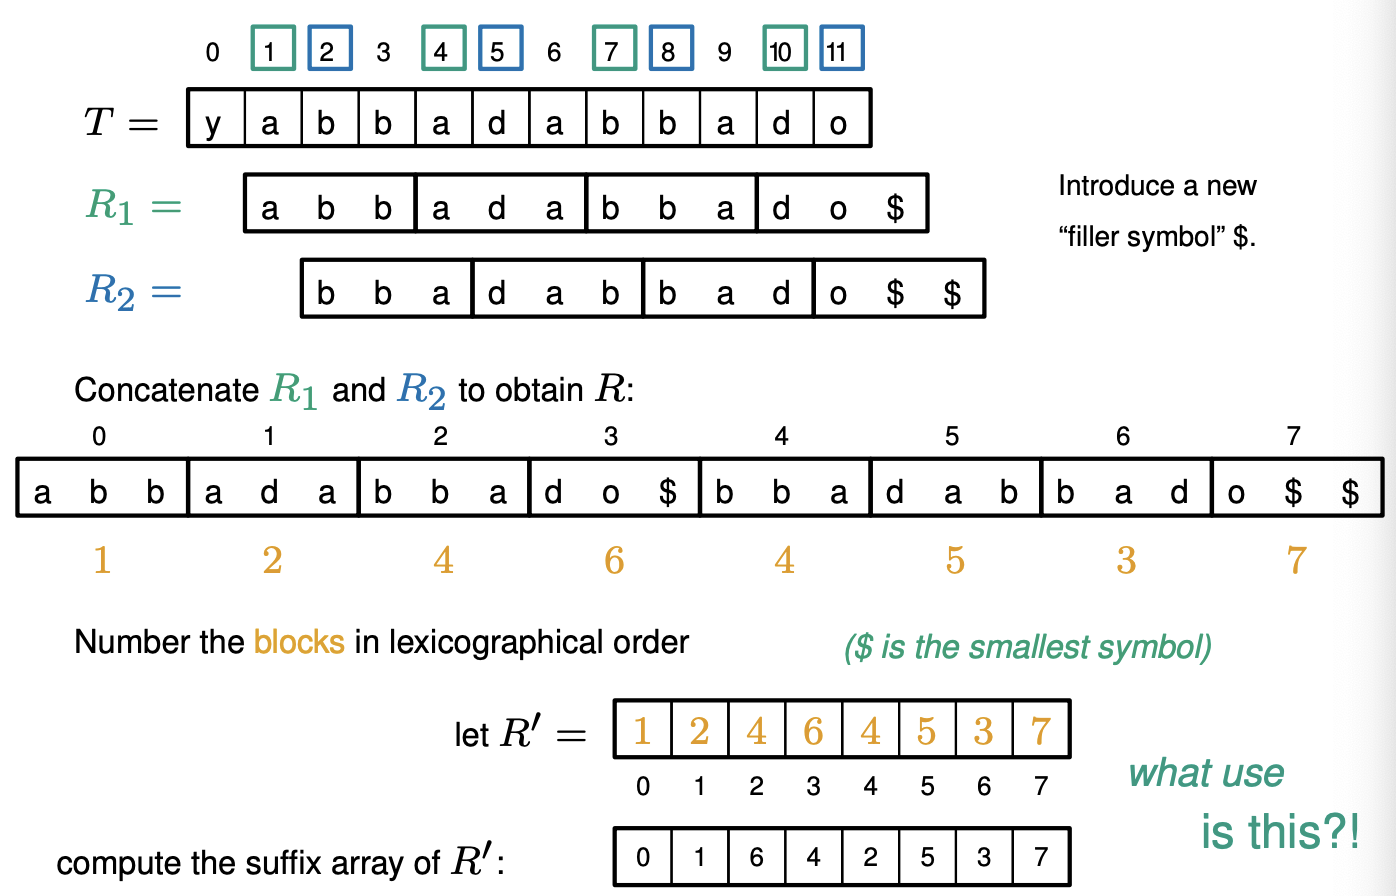 0 1 2 3 4 5 6 7 8 9 10 11
T = y a b b a d a b b a d o
R₁ = a b b a d a b b a d o $
Introduce a new
“filler symbol” $.
R₂ = b b a d a b b a d o $ $
Concatenate R₁ and R₂ to obtain R:
0 1 2 3 4 5 6 7
a b b a d a b b a d o $ b b a d a b b a d o $ $
1 2 4 6 4 5 3 7
Number the blocks in lexicographical order
($ is the smallest symbol)
let R′ = 1 2 4 6 4 5 3 7
0 1 2 3 4 5 6 7
what use
is this?!
compute the suffix array of R′: 0 1 6 4 2 5 3 7